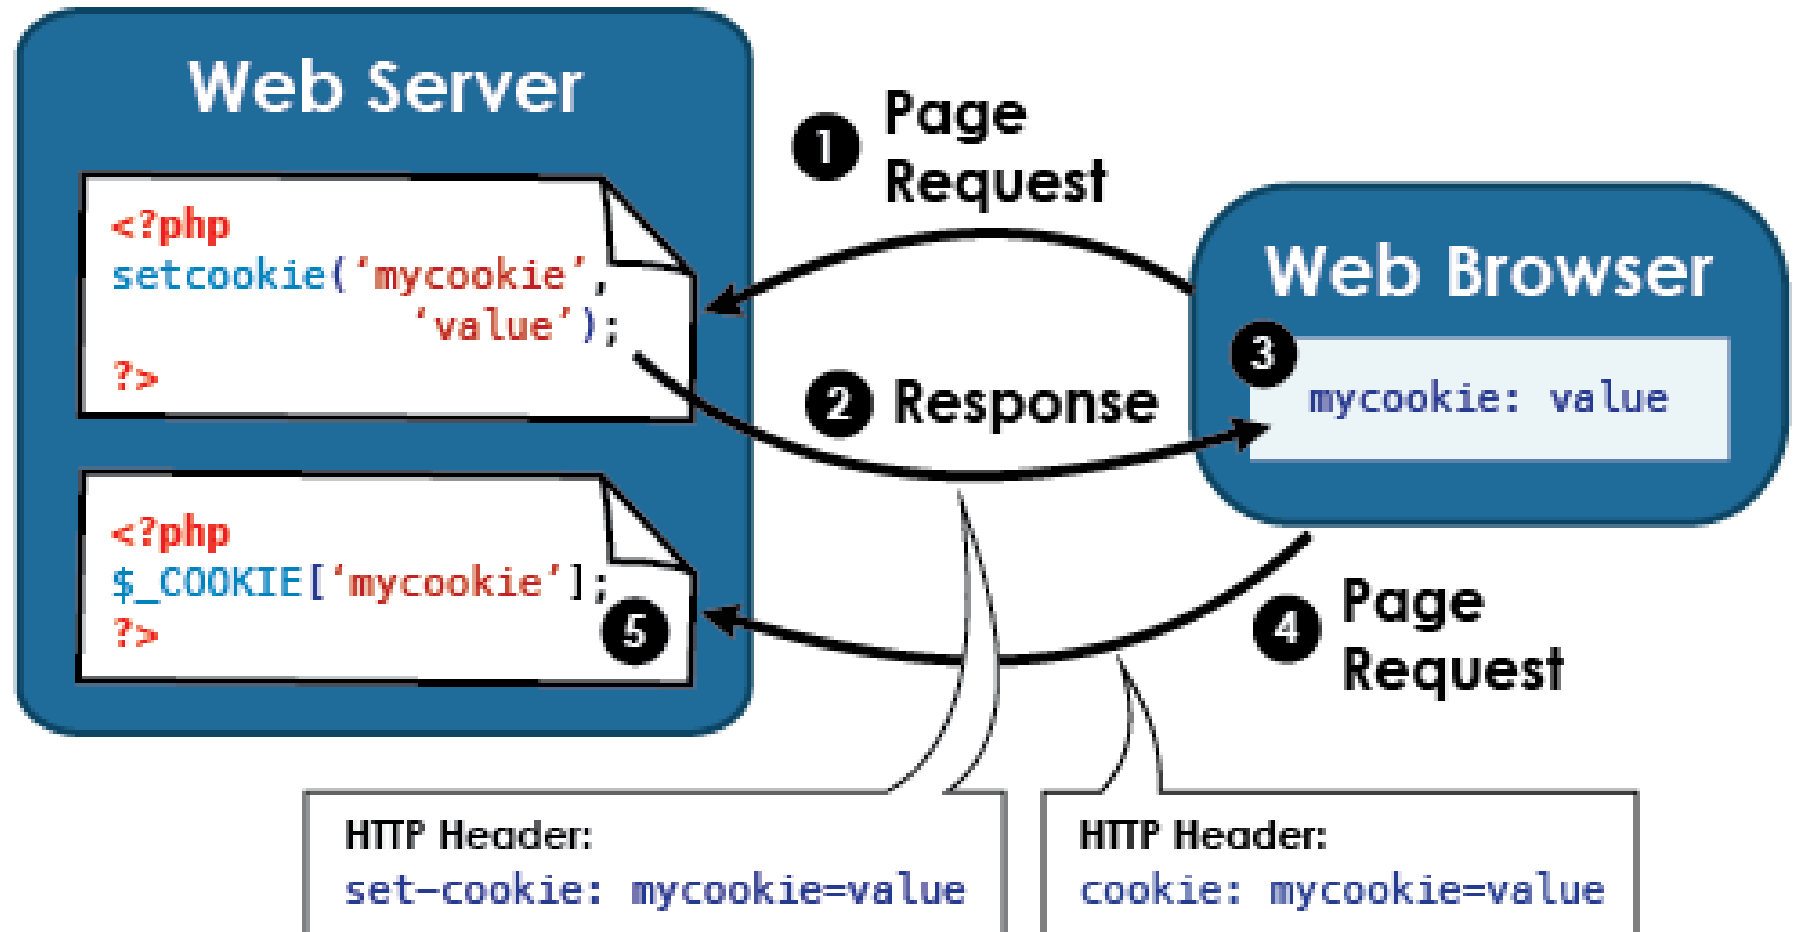 Web Server
<?php
setcookie(‘mycookie’,
‘value’);
?>
<?php
$_COOKIE[‘mycookie’];
?>
5
1
Page
Request
2
Response
Web Browser
3
mycookie: value
4
Page
Request
HTTP Header:
set-cookie: mycookie=value
HTTP Header:
cookie: mycookie=value